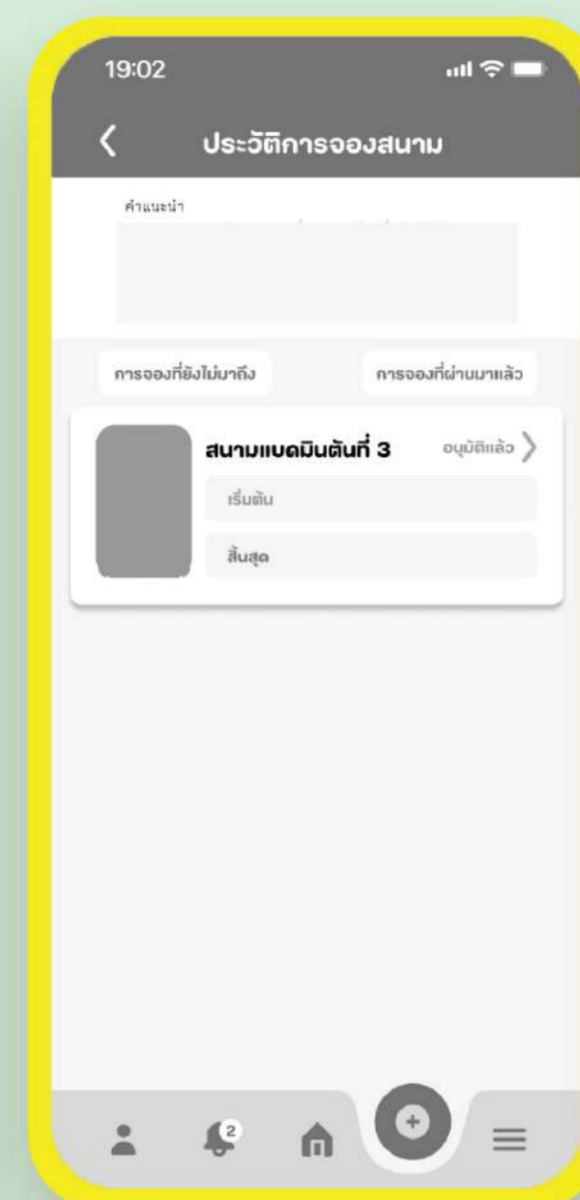 19:02
ประวัติการจองสนาม
คำแนะนำ
การจองที่ยังไม่มาถึง
การจองที่ผ่านมาแล้ว
สนามแบดมินตันที่ 3
อนุมัติแล้ว
เริ่มต้น
สิ้นสุด
2